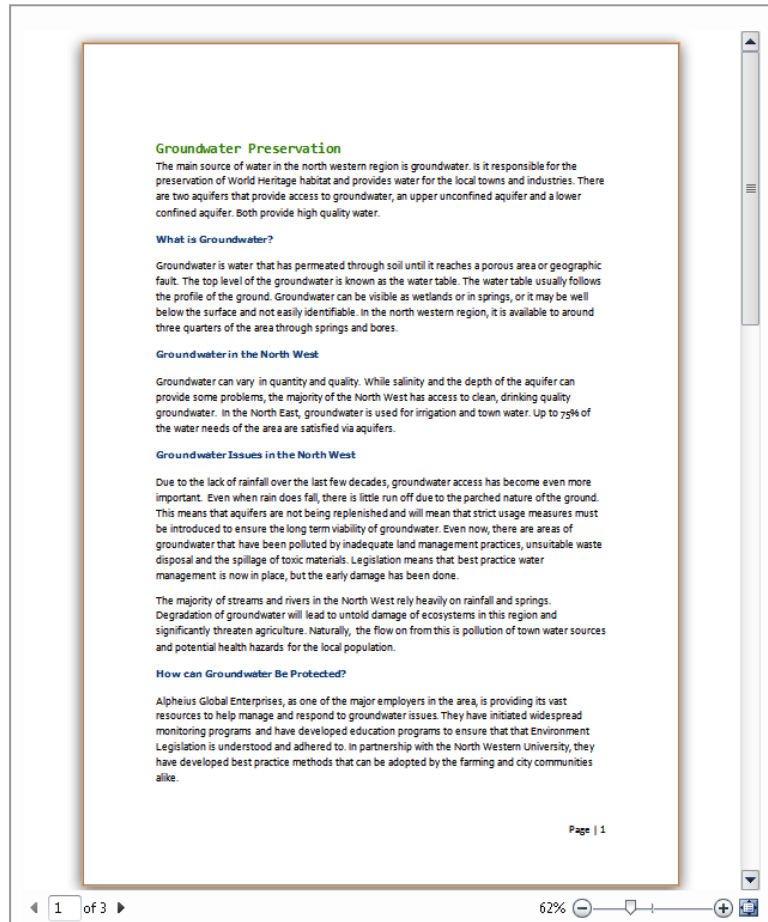 Groundwater Preservation
The main source of water in the north western region is groundwater. Is it responsible for the
preservation of World Heritage habitat and provides water for the local towns and industries. There
are two aquifers that provide access to groundwater, an upper unconfined aquifer and a lower
confined aquifer. Both provide high quality water.
What is Groundwater?
Groundwater is water that has permeated through soil until it reaches a porous area or geographic
fault. The top level of the groundwater is known as the water table. The water table usually follows
the profile of the ground. Groundwater can be visible as wetlands or in springs, or it may be well
below the surface and not easily identifiable. In the north western region, it is available to around
three quarters of the area through springs and bores.
Groundwater in the North West
Groundwater can vary in quantity and quality. While salinity and the depth of the aquifer can
provide some problems, the majority of the North West has access to clean, drinking quality
groundwater. In the North East, groundwater is used for irrigation and town water. Up to 75% of
the water needs of the area are satisfied via aquifers.
Groundwater Issues in the North West
Due to the lack of rainfall over the last few decades, groundwater access has become even more
important. Even when rain does fall, there is little run off due to the parched nature of the ground.
This means that aquifers are not being replenished and will mean that strict usage measures must
be introduced to ensure the long term viability of groundwater. Even now, there are areas of
groundwater that have been polluted by inadequate land management practices, unsuitable waste
disposal and the spillage of toxic materials. Legislation means that best practice water
management is now in place, but the early damage has been done.
The majority of streams and rivers in the North West rely heavily on rainfall and springs.
Degradation of groundwater will lead to untold damage of ecosystems in this region and
significantly threaten agriculture. Naturally, the flow on from this is pollution of town water sources
and potential health hazards for the local population.
How can Groundwater Be Protected?
Alpheius Global Enterprises, as one of the major employers in the area, is providing its vast
resources to help manage and respond to groundwater issues. They have initiated widespread
monitoring programs and have developed education programs to ensure that that Environment
Legislation is understood and adhered to. In partnership with the North Western University, they
have developed best practice methods that can be adopted by the farming and city communities
alike.
Page | 1
1 of 3
62%